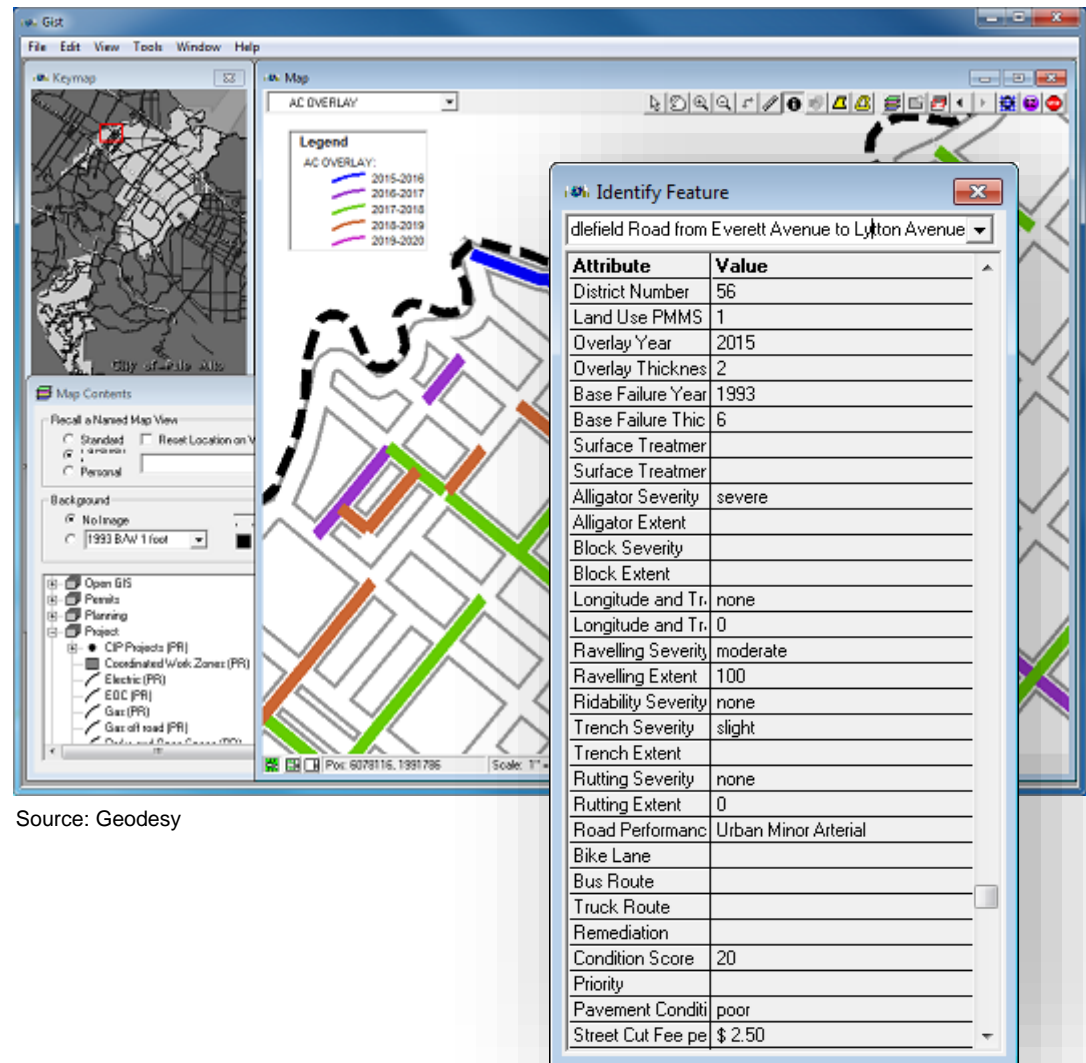 Gist
File Edit View Tools Window Help
Keymap
City of Palo Alto
Map
AC OVERLAY
Legend
AC OVERLAY:
2015-2016
2016-2017
2017-2018
2018-2019
2019-2020
Map Contents
Recall a Named Map View
Standard Reset Location on V
Personal
Background
No Image
1993 B/W 1 foot
Open GIS
Permits
Planning
Project
CIP Projects (PR)
Coordinated Work Zones (PR)
Electric (PR)
EOC (PR)
Gas (PR)
Gas off road (PR)
Pos: 6078116, 1991786 Scale: 1" =
Identify Feature
dlefield Road from Everett Avenue to Lytton Avenue
Attribute Value
District Number 56
Land Use PMMS 1
Overlay Year 2015
Overlay Thicknes 2
Base Failure Year 1993
Base Failure Thic 6
Surface Treatmer
Surface Treatmer
Alligator Severity severe
Alligator Extent
Block Severity
Block Extent
Longitude and Tr none
Longitude and Tr 0
Ravelling Severity moderate
Ravelling Extent 100
Ridability Severity none
Trench Severity slight
Trench Extent
Rutting Severity none
Rutting Extent 0
Road Performanc Urban Minor Arterial
Bike Lane
Bus Route
Truck Route
Remediation
Condition Score 20
Priority
Pavement Conditi poor
Street Cut Fee pe $ 2.50
Source: Geodesy